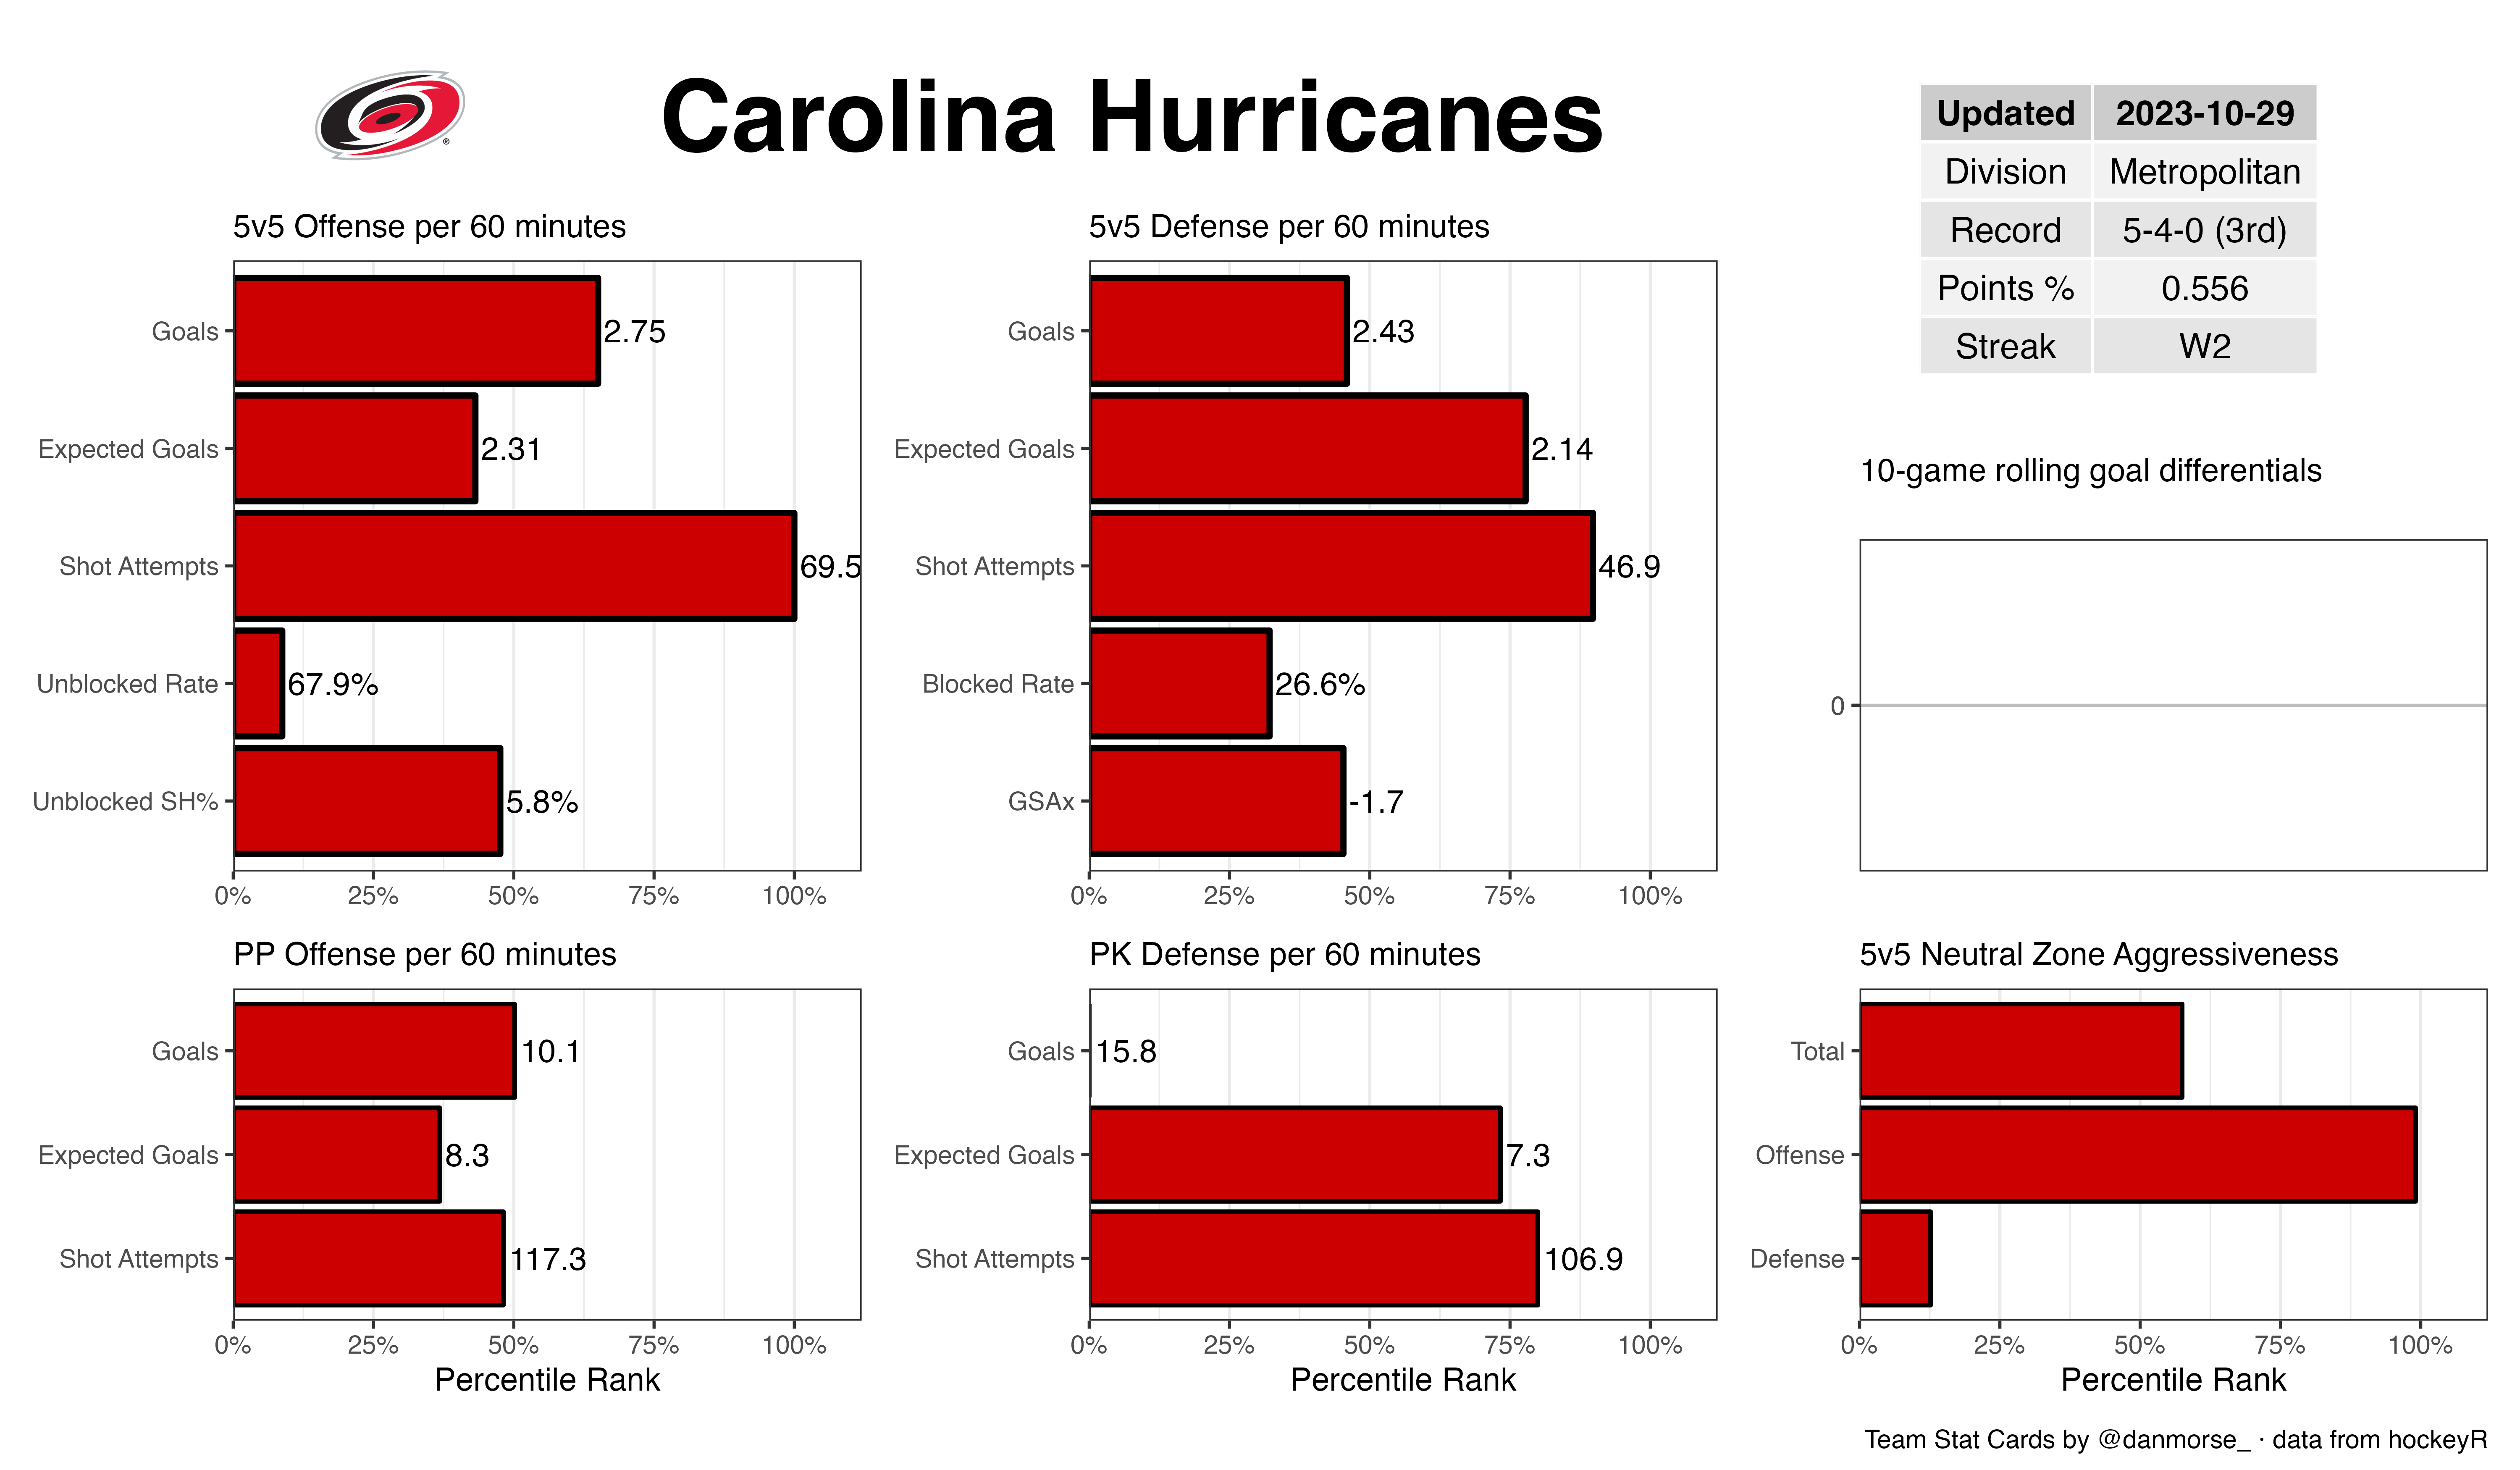 Carolina Hurricanes
Updated 2023-10-29
Division Metropolitan
Record 5-4-0 (3rd)
Points % 0.556
Streak W2
5v5 Offense per 60 minutes
Goals 2.75
Expected Goals 2.31
Shot Attempts 69.5
Unblocked Rate 67.9%
Unblocked SH% 5.8%
0% 25% 50% 75% 100%
5v5 Defense per 60 minutes
Goals 2.43
Expected Goals 2.14
Shot Attempts 46.9
Blocked Rate 26.6%
GSAx -1.7
0% 25% 50% 75% 100%
10-game rolling goal differentials
0
PP Offense per 60 minutes
Goals 10.1
Expected Goals 8.3
Shot Attempts 117.3
0% 25% 50% 75% 100%
Percentile Rank
PK Defense per 60 minutes
Goals 15.8
Expected Goals 7.3
Shot Attempts 106.9
0% 25% 50% 75% 100%
Percentile Rank
5v5 Neutral Zone Aggressiveness
Total
Offense
Defense
0% 25% 50% 75% 100%
Percentile Rank
Team Stat Cards by @danmorse_ · data from hockeyR